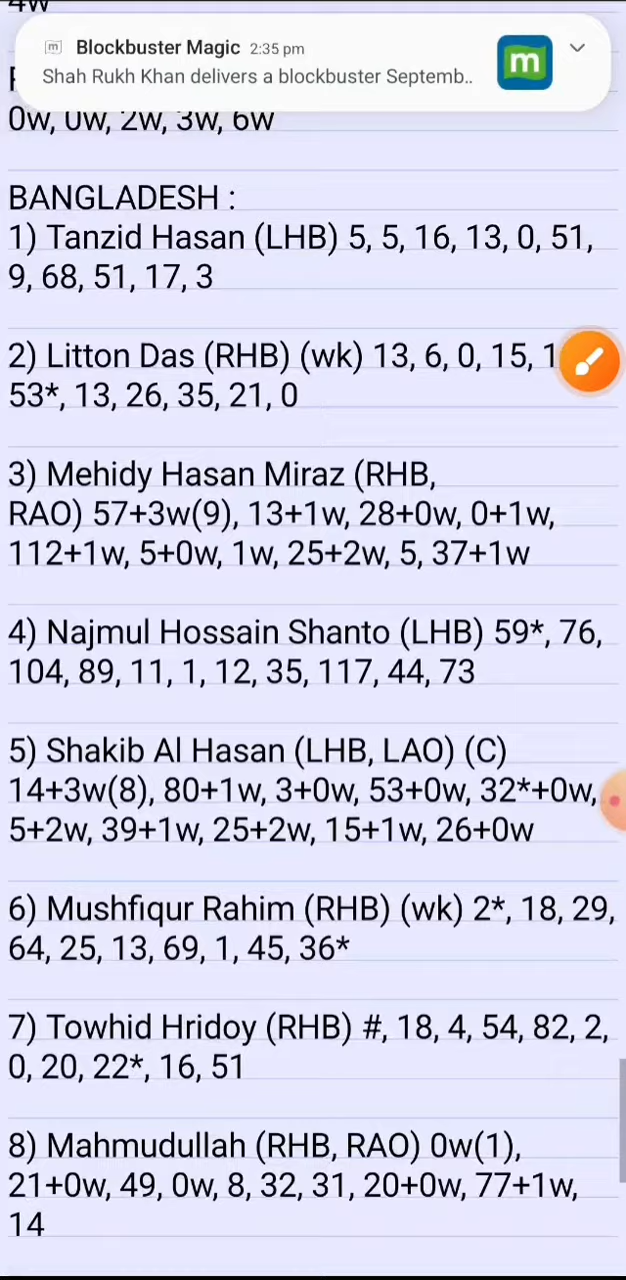 4W
Blockbuster Magic 2:35 pm
Shah Rukh Khan delivers a blockbuster Septemb..
m
0w, 0w, 2w, 3w, 6w
BANGLADESH :
1) Tanzid Hasan (LHB) 5, 5, 16, 13, 0, 51,
9, 68, 51, 17, 3
2) Litton Das (RHB) (wk) 13, 6, 0, 15, 1
53*, 13, 26, 35, 21, 0
3) Mehidy Hasan Miraz (RHB,
RAO) 57+3w(9), 13+1w, 28+0w, 0+1w,
112+1w, 5+0w, 1w, 25+2w, 5, 37+1w
4) Najmul Hossain Shanto (LHB) 59*, 76,
104, 89, 11, 1, 12, 35, 117, 44, 73
5) Shakib Al Hasan (LHB, LAO) (C)
14+3w(8), 80+1w, 3+0w, 53+0w, 32*+0w,
5+2w, 39+1w, 25+2w, 15+1w, 26+0w
6) Mushfiqur Rahim (RHB) (wk) 2*, 18, 29,
64, 25, 13, 69, 1, 45, 36*
7) Towhid Hridoy (RHB) #, 18, 4, 54, 82, 2,
0, 20, 22*, 16, 51
8) Mahmudullah (RHB, RAO) 0w(1),
21+0w, 49, 0w, 8, 32, 31, 20+0w, 77+1w,
14